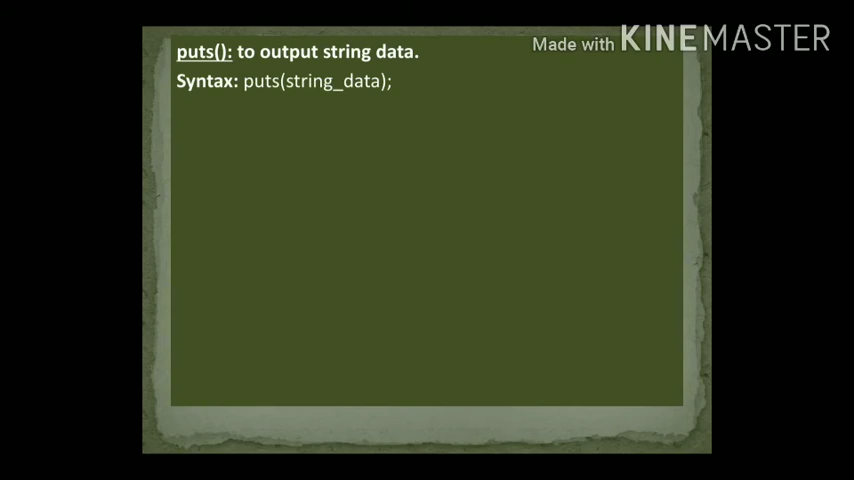 puts(): to output string data.
Made with KINEMASTER
Syntax: puts(string_data);